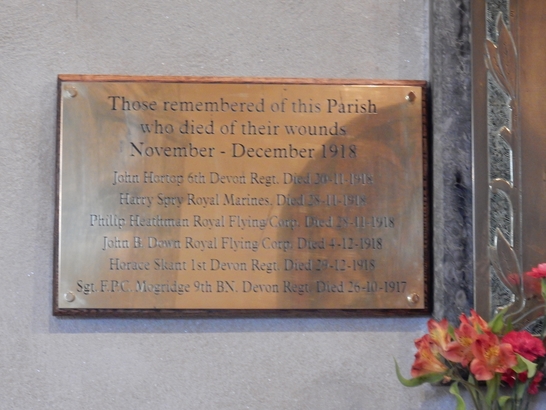 Those remembered of this Parish
who died of their wounds
November - December 1918
John Hortop 6th Devon Regt. Died 20-11-1918
Harry Spry Royal Marines. Died 28-11-1918
Philip Heathman Royal Flying Corp. Died 28-11-1918
John B. Down Royal Flying Corp. Died 4-12-1918
Horace Skant 1st Devon Regt. Died 29-12-1918
Sgt. F.P.C. Mogridge 9th BN. Devon Regt. Died 26-10-1917